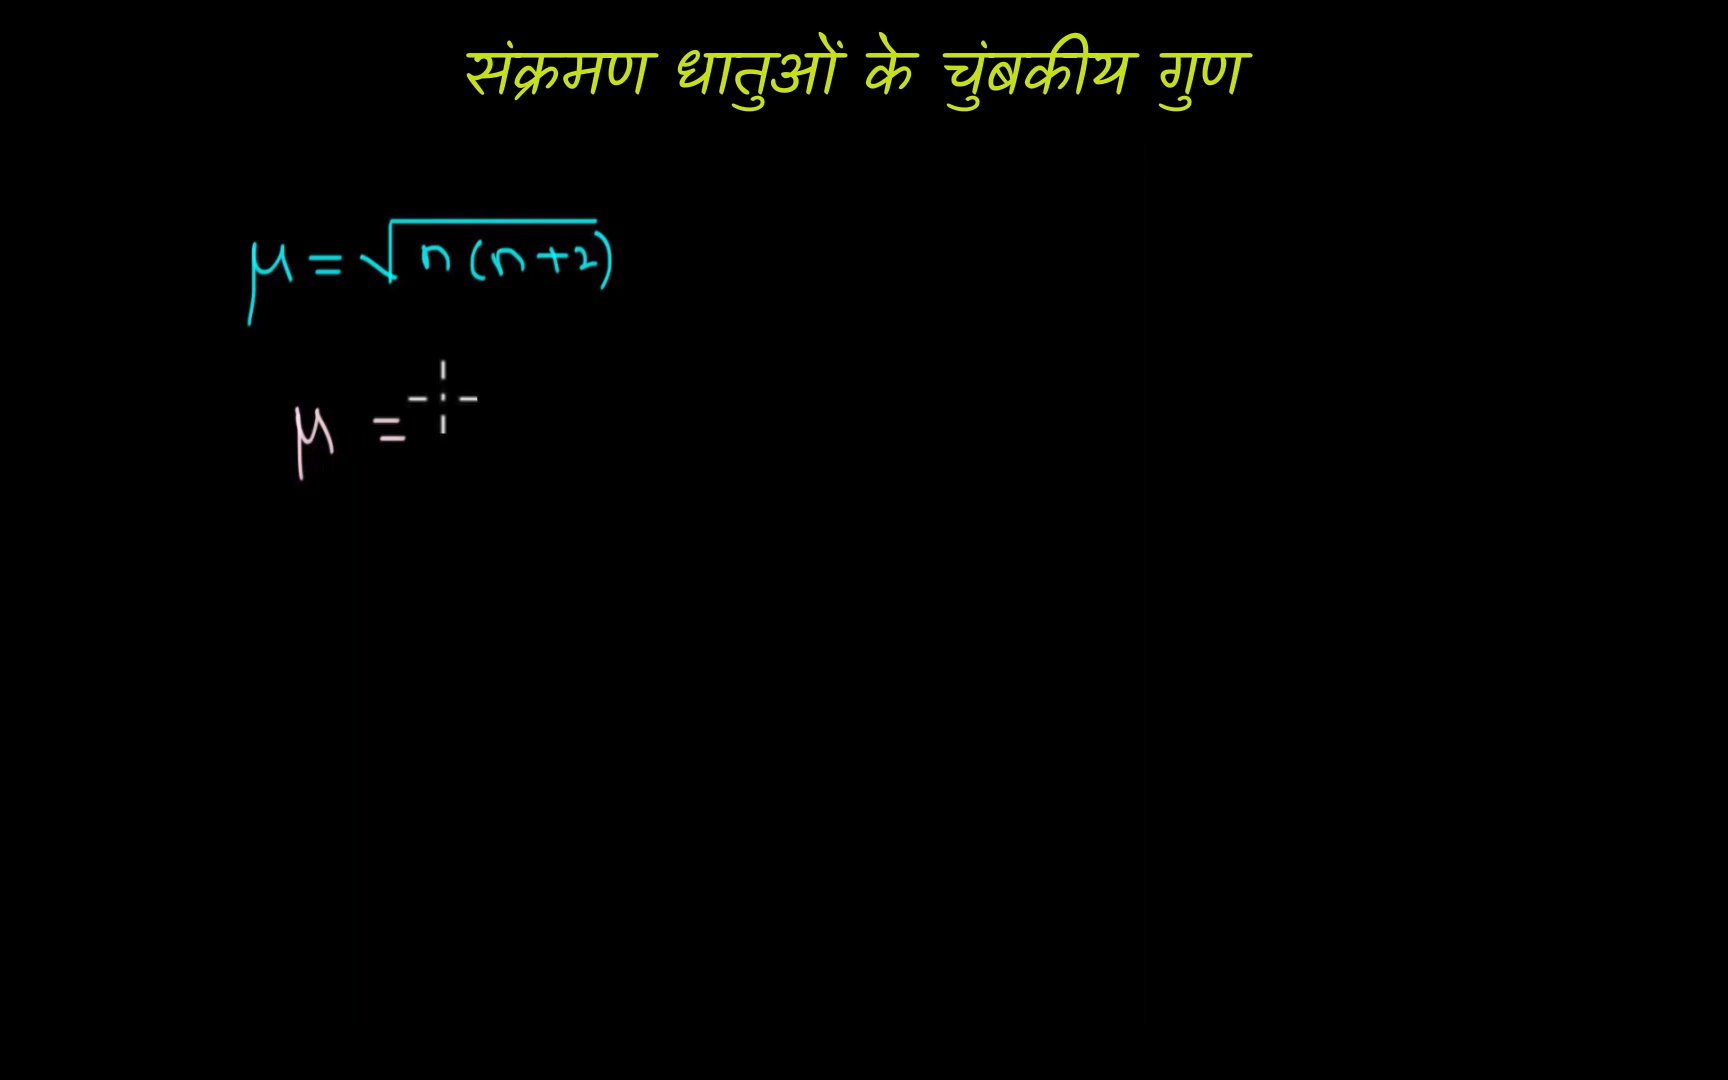 संक्रमण धातुओं के चुंबकीय गुण
μ = √n(n+2)
μ =